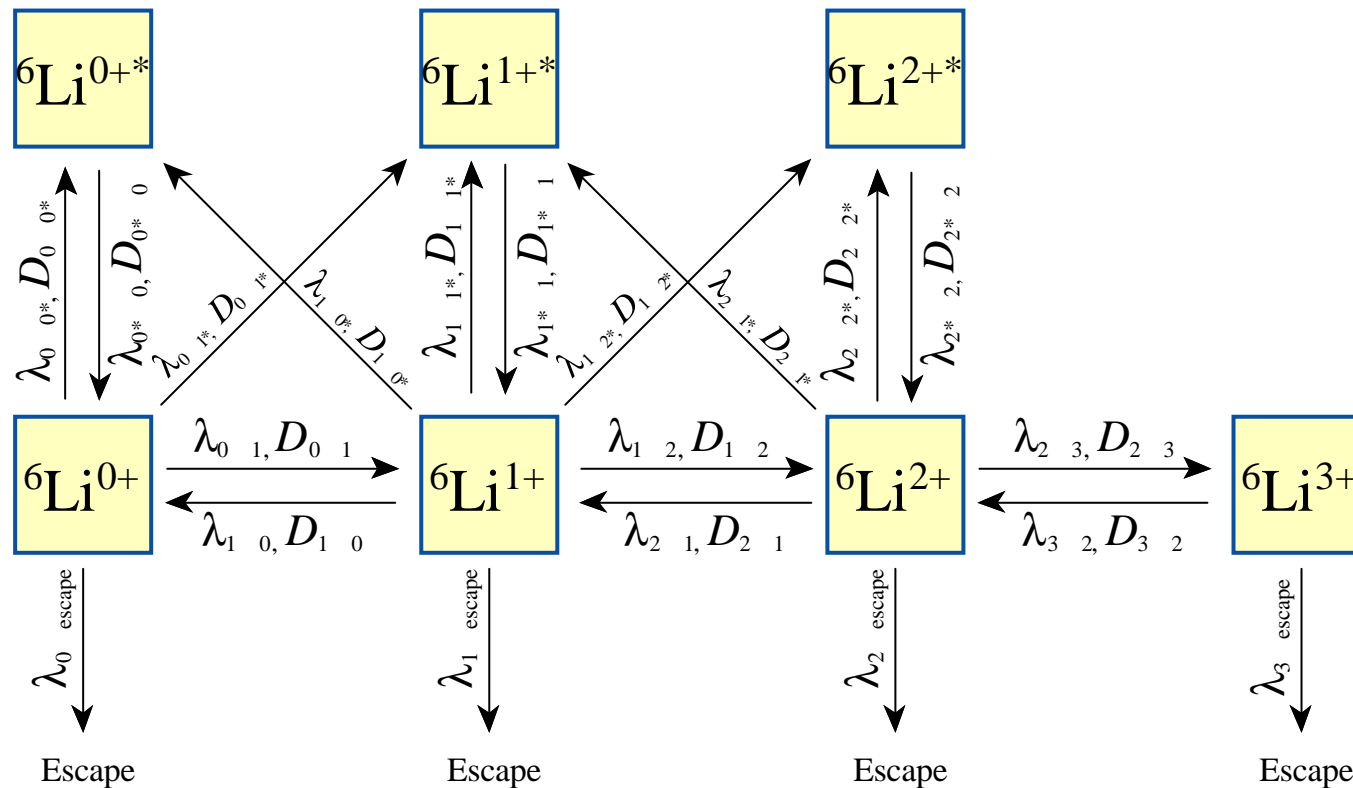 ⁶Li⁰⁺*
⁶Li¹⁺*
⁶Li²⁺*
λ0 0*, D0 0*
λ0* 0, D0* 0
λ0 1*, D0 1*
λ1 0*, D1 0*
λ1 1*, D1 1*
λ1* 1, D1* 1
λ1 2*, D1 2*
λ2 1*, D2 1*
λ2 2*, D2 2*
λ2* 2, D2* 2
⁶Li⁰⁺
λ0 1, D0 1
λ1 0, D1 0
⁶Li¹⁺
λ1 2, D1 2
λ2 1, D2 1
⁶Li²⁺
λ2 3, D2 3
λ3 2, D3 2
⁶Li³⁺
λ0 escape
λ1 escape
λ2 escape
λ3 escape
Escape
Escape
Escape
Escape